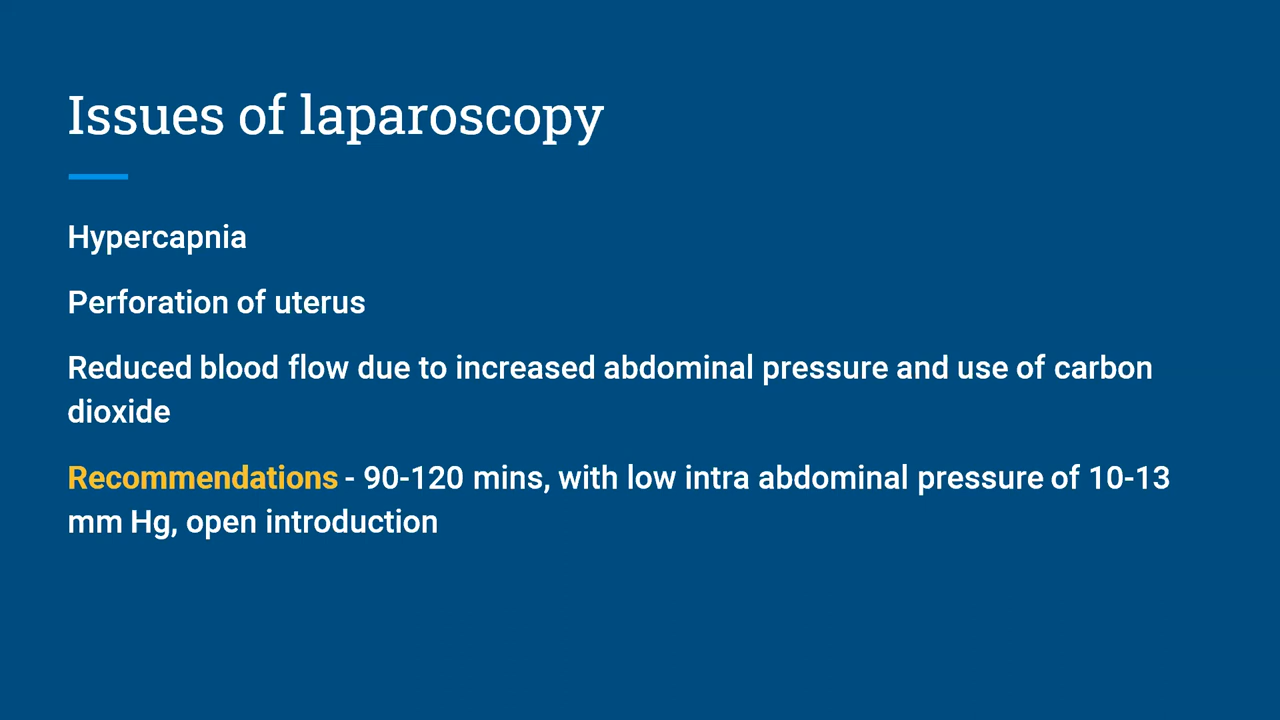 Issues of laparoscopy
Hypercapnia
Perforation of uterus
Reduced blood flow due to increased abdominal pressure and use of carbon
dioxide
Recommendations - 90-120 mins, with low intra abdominal pressure of 10-13
mm Hg, open introduction